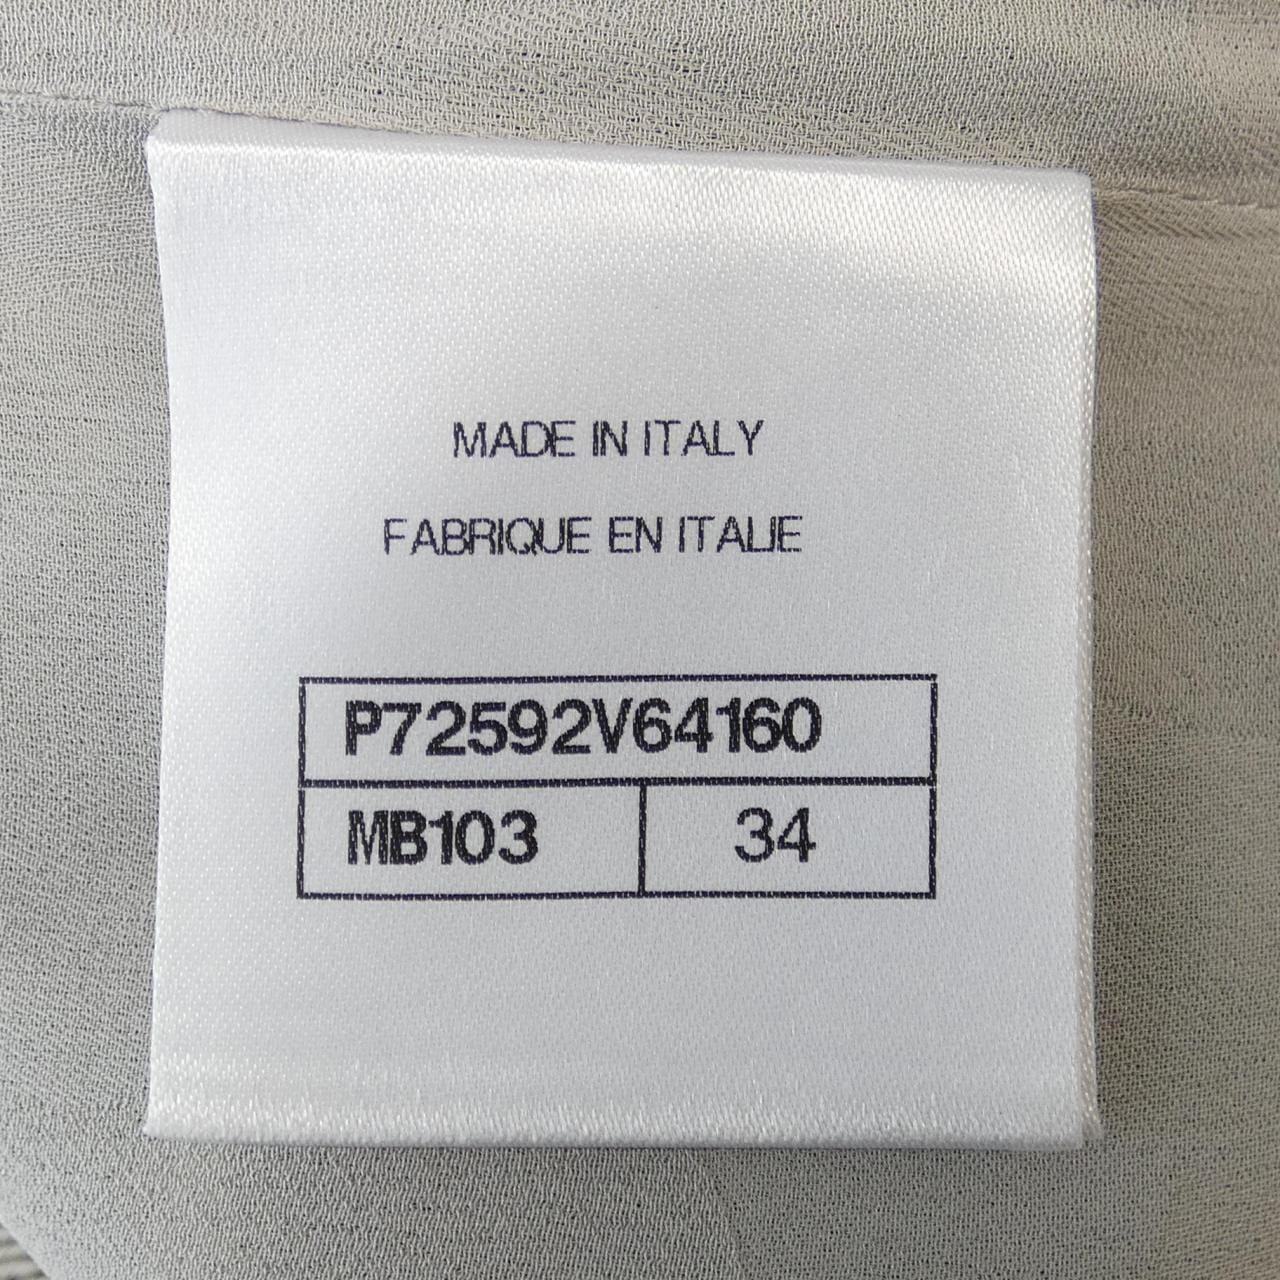 MADE IN ITALY
FABRIQUE EN ITALIE
P72592V64160
MB103 34